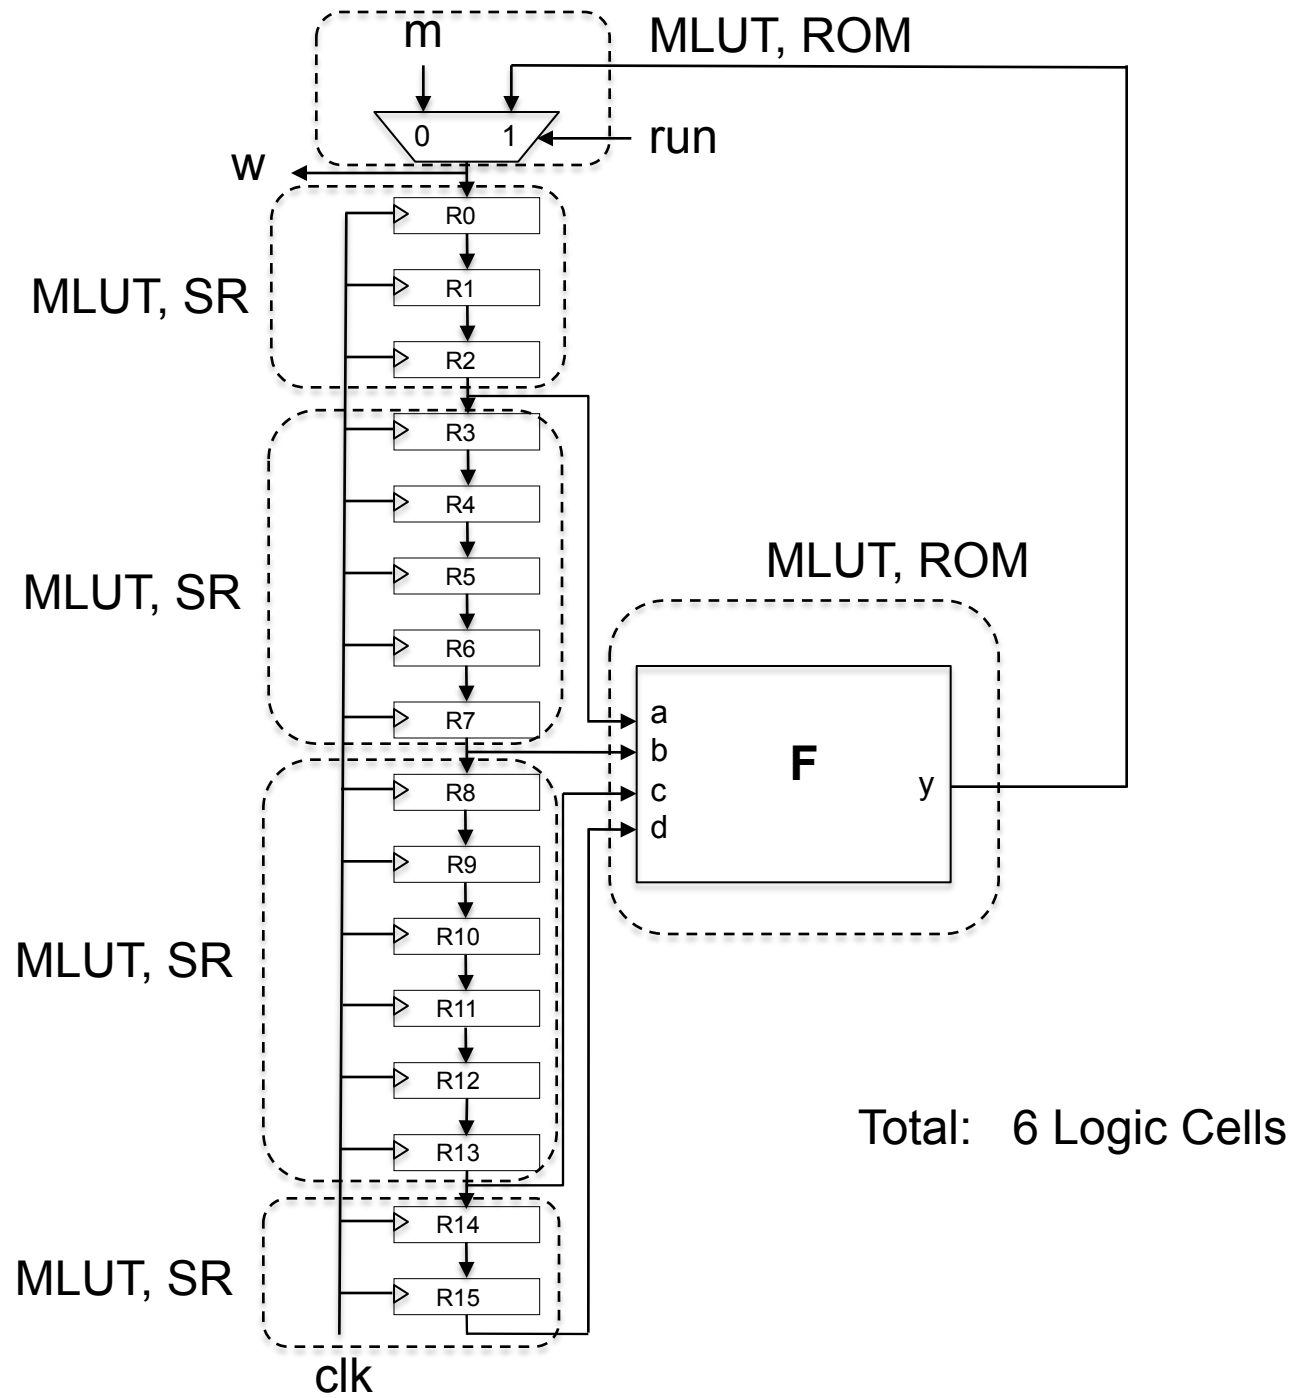 m
MLUT, ROM
0 1
run
w
R0
R1
MLUT, SR
R2
R3
R4
MLUT, ROM
R5
MLUT, SR
R6
R7
a
b
F
c
y
d
R8
R9
R10
MLUT, SR
R11
R12
Total: 6 Logic Cells
R13
R14
MLUT, SR
R15
clk